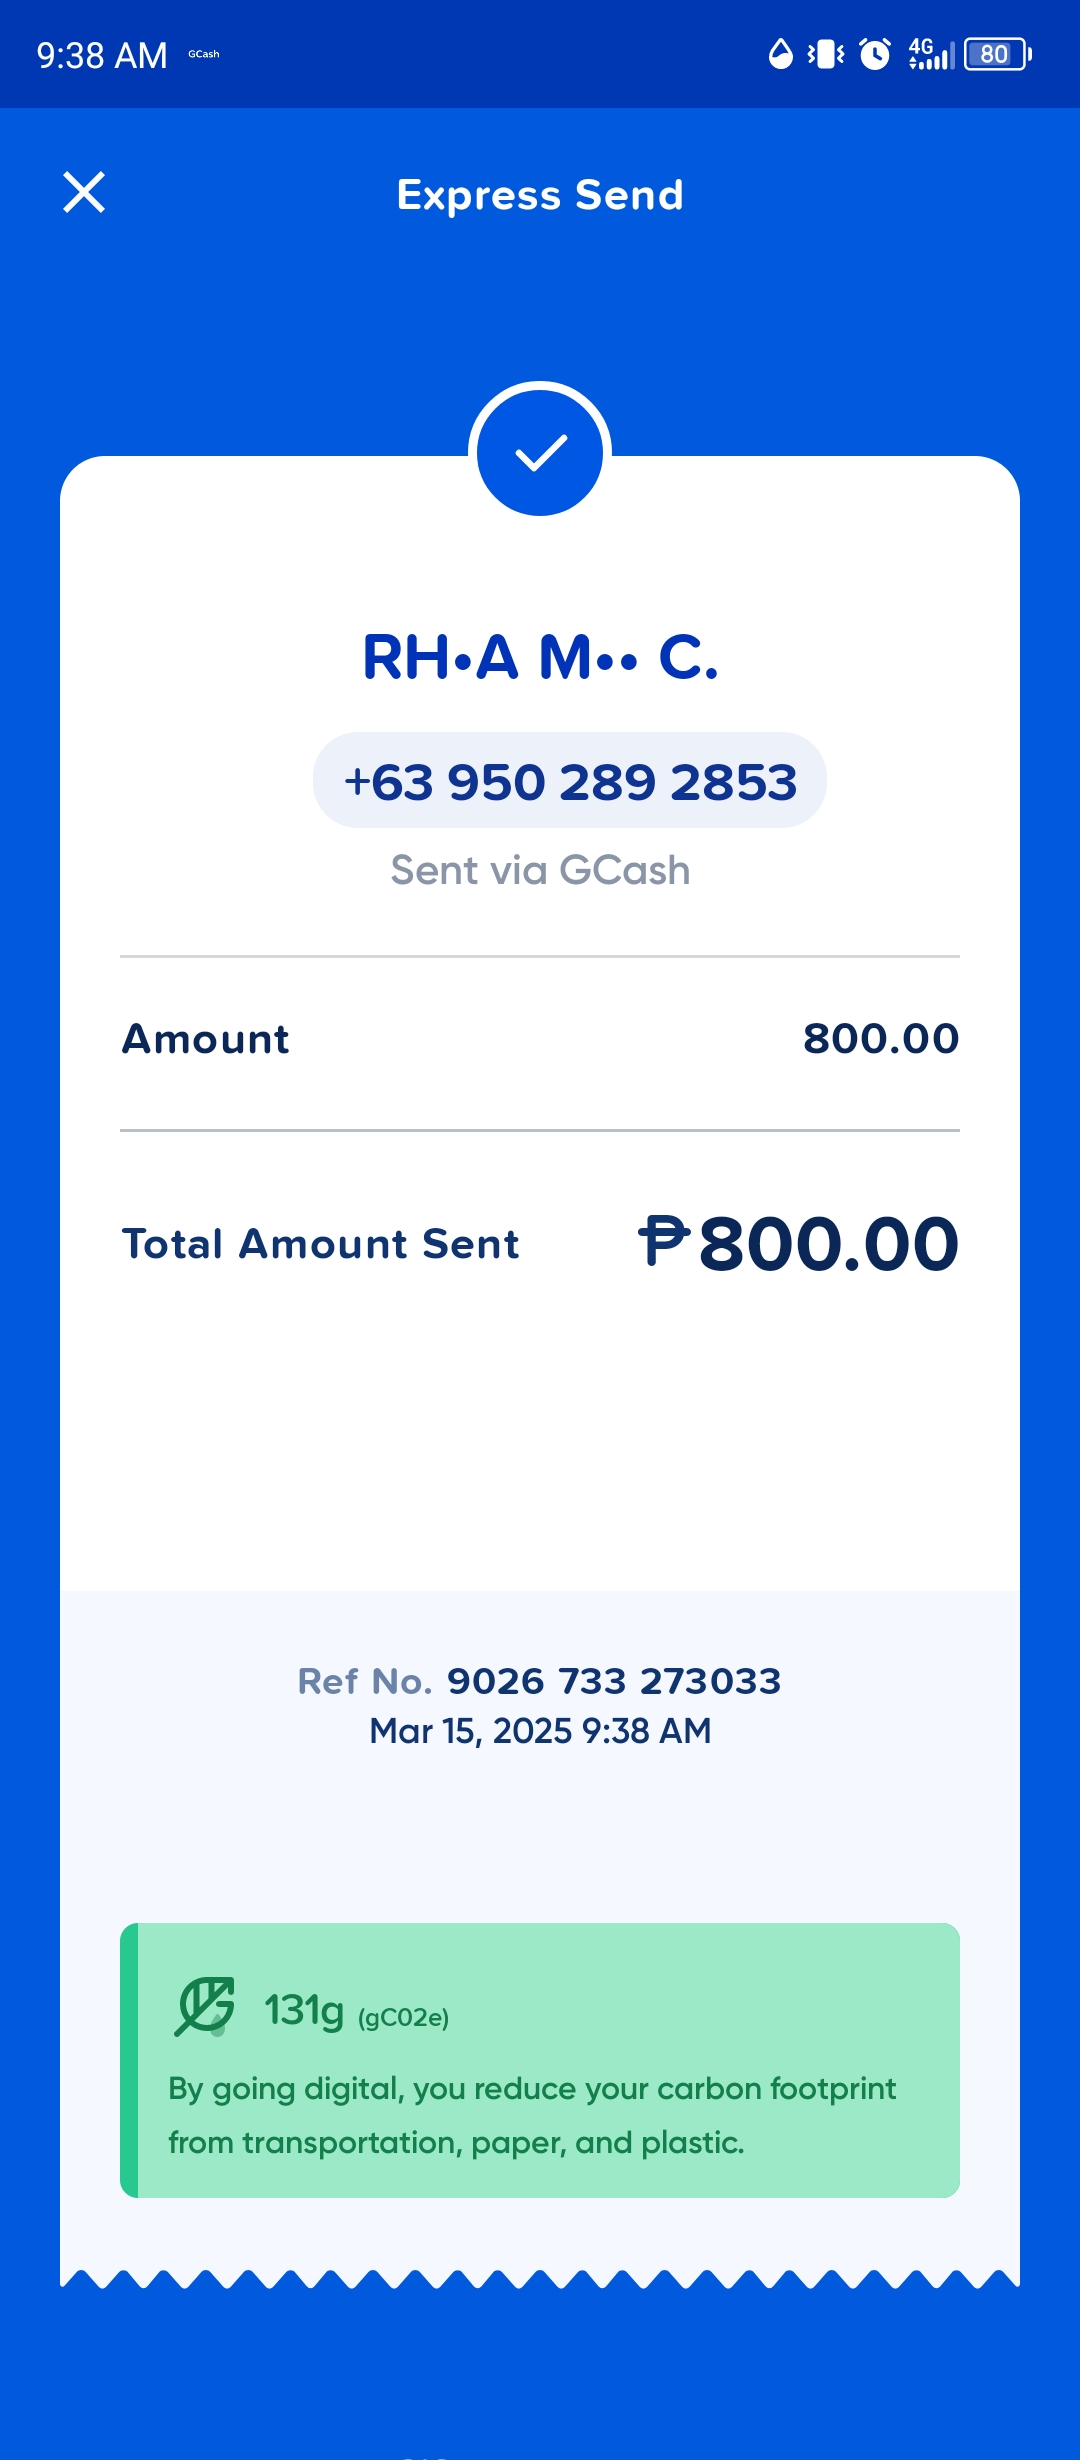 9:38 AM GCash 4G 80
Express Send
RH•A M•• C.
+63 950 289 2853
Sent via GCash
Amount 800.00
Total Amount Sent ₱800.00
Ref No. 9026 733 273033
Mar 15, 2025 9:38 AM
131g (gC02e)
By going digital, you reduce your carbon footprint
from transportation, paper, and plastic.